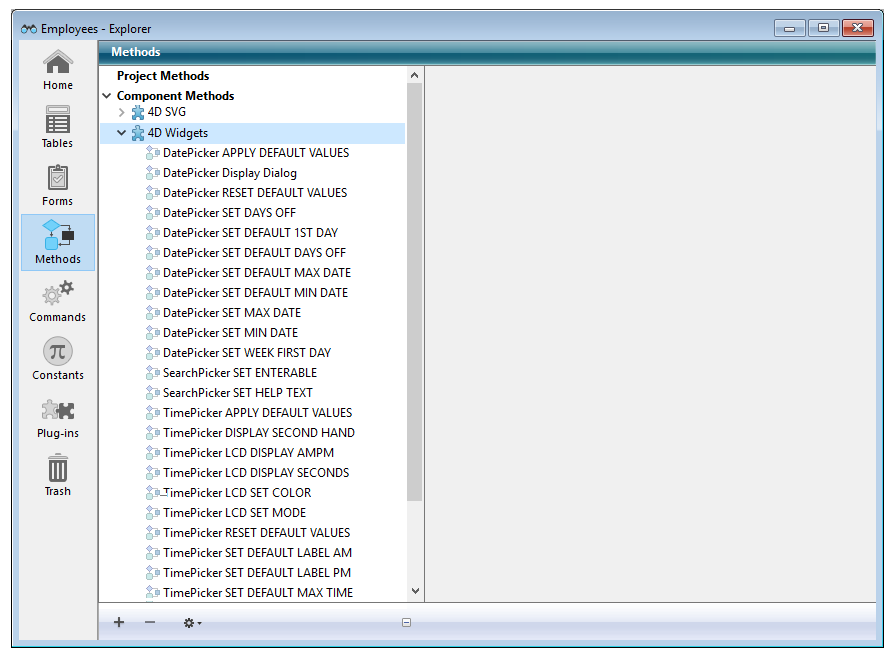 Employees - Explorer
Home
Tables
Forms
Methods
Commands
Constants
Plug-ins
Trash
Methods
Project Methods
Component Methods
4D SVG
4D Widgets
DatePicker APPLY DEFAULT VALUES
DatePicker Display Dialog
DatePicker RESET DEFAULT VALUES
DatePicker SET DAYS OFF
DatePicker SET DEFAULT 1ST DAY
DatePicker SET DEFAULT DAYS OFF
DatePicker SET DEFAULT MAX DATE
DatePicker SET DEFAULT MIN DATE
DatePicker SET MAX DATE
DatePicker SET MIN DATE
DatePicker SET WEEK FIRST DAY
SearchPicker SET ENTERABLE
SearchPicker SET HELP TEXT
TimePicker APPLY DEFAULT VALUES
TimePicker DISPLAY SECOND HAND
TimePicker LCD DISPLAY AMPM
TimePicker LCD DISPLAY SECONDS
TimePicker LCD SET COLOR
TimePicker LCD SET MODE
TimePicker RESET DEFAULT VALUES
TimePicker SET DEFAULT LABEL AM
TimePicker SET DEFAULT LABEL PM
TimePicker SET DEFAULT MAX TIME